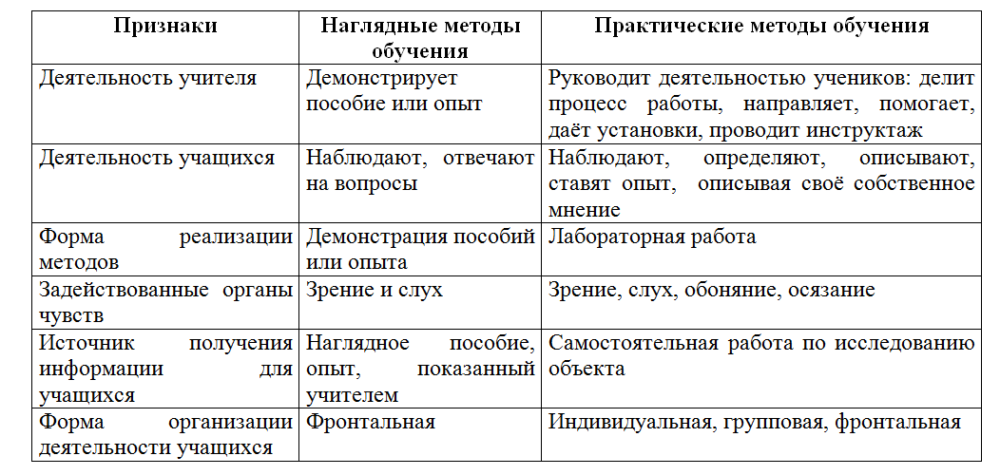 Признаки
Наглядные методы
обучения
Практические методы обучения
Деятельность учителя
Демонстрирует
пособие или опыт
Руководит деятельностью учеников: делит
процесс работы, направляет, помогает,
даёт установки, проводит инструктаж
Деятельность учащихся
Наблюдают, отвечают
на вопросы
Наблюдают, определяют, описывают,
ставят опыт, описывая своё собственное
мнение
Форма реализации
методов
Демонстрация пособий
или опыта
Лабораторная работа
Задействованные органы
чувств
Зрение и слух
Зрение, слух, обоняние, осязание
Источник получения
информации для
учащихся
Наглядное пособие,
опыт, показанный
учителем
Самостоятельная работа по исследованию
объекта
Форма организации
деятельности учащихся
Фронтальная
Индивидуальная, групповая, фронтальная